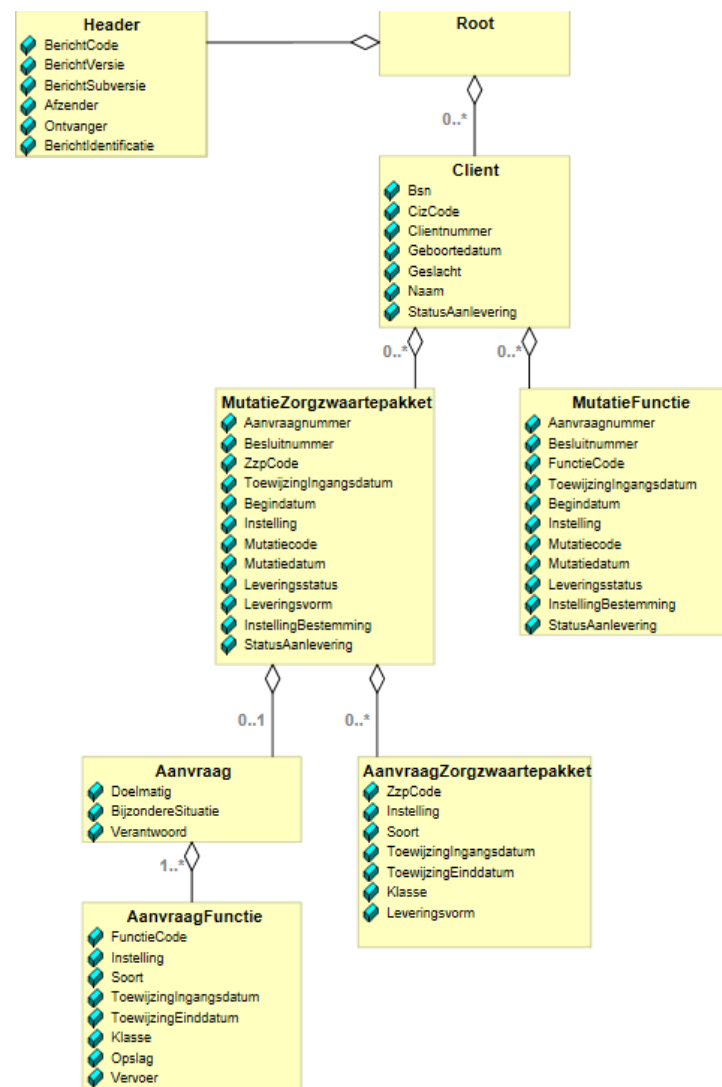 Header
BerichtCode
BerichtVersie
BerichtSubversie
Afzender
Ontvanger
BerichtIdentificatie
Root
0..*
Client
Bsn
CizCode
Clientnummer
Geboortedatum
Geslacht
Naam
StatusAanlevering
0..*
0..*
MutatieZorgzwaartepakket
Aanvraagnummer
Besluitnummer
ZzpCode
ToewijzingIngangsdatum
Begindatum
Instelling
Mutatiecode
Mutatiedatum
Leveringsstatus
Leveringsvorm
InstellingBestemming
StatusAanlevering
MutatieFunctie
Aanvraagnummer
Besluitnummer
FunctieCode
ToewijzingIngangsdatum
Begindatum
Instelling
Mutatiecode
Mutatiedatum
Leveringsstatus
InstellingBestemming
StatusAanlevering
0..1
0..*
Aanvraag
Doelmatig
BijzondereSituatie
Verantwoord
AanvraagZorgzwaartepakket
ZzpCode
Instelling
Soort
ToewijzingIngangsdatum
ToewijzingEinddatum
Klasse
Leveringsvorm
1..*
AanvraagFunctie
FunctieCode
Instelling
Soort
ToewijzingIngangsdatum
ToewijzingEinddatum
Klasse
Opslag
Vervoer